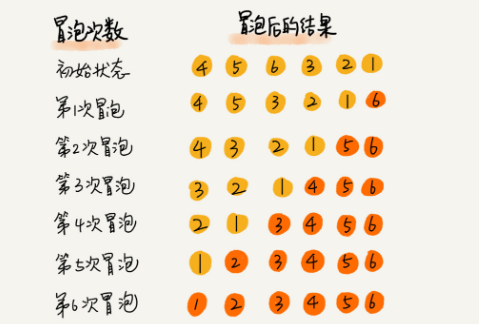 冒泡次数 冒泡后的结果
初始状态 4 5 6 3 2 1
第1次冒泡 4 5 3 2 1 6
第2次冒泡 4 3 2 1 5 6
第3次冒泡 3 2 1 4 5 6
第4次冒泡 2 1 3 4 5 6
第5次冒泡 1 2 3 4 5 6
第6次冒泡 1 2 3 4 5 6